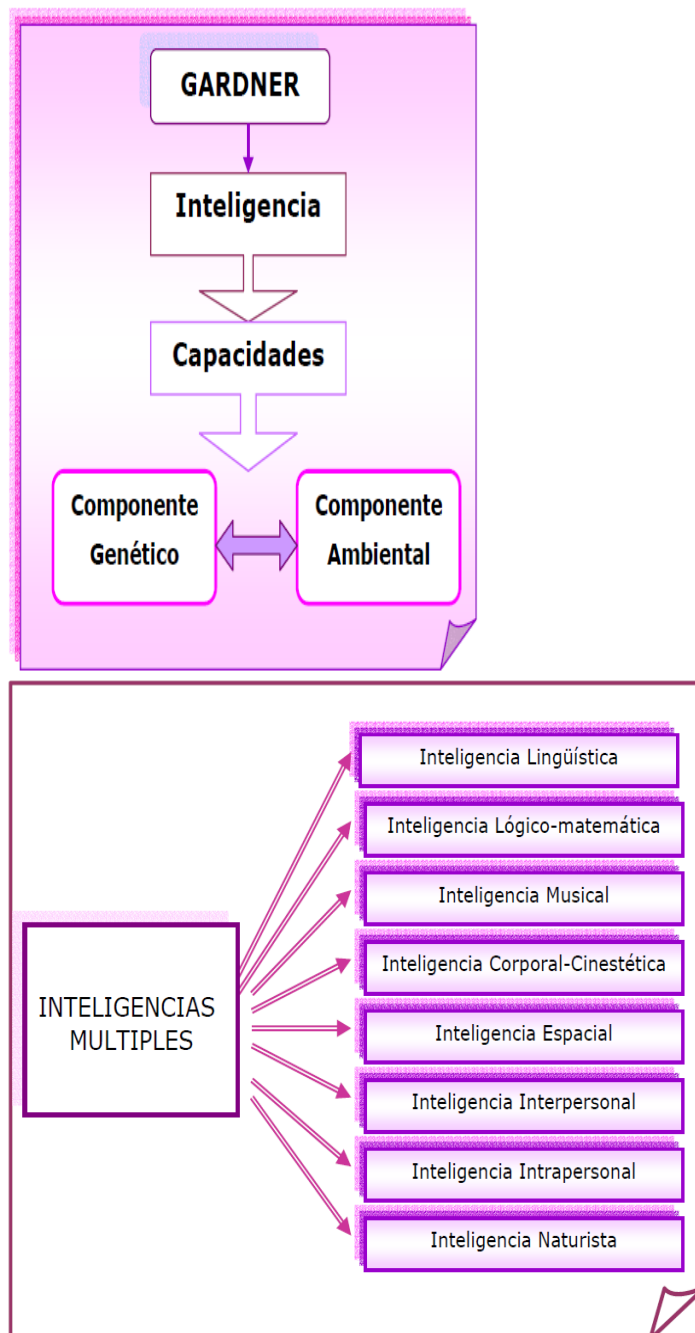 GARDNER
Inteligencia
Capacidades
Componente
Genético
Componente
Ambiental
INTELIGENCIAS
MULTIPLES
Inteligencia Lingüística
Inteligencia Lógico-matemática
Inteligencia Musical
Inteligencia Corporal-Cinestética
Inteligencia Espacial
Inteligencia Interpersonal
Inteligencia Intrapersonal
Inteligencia Naturista